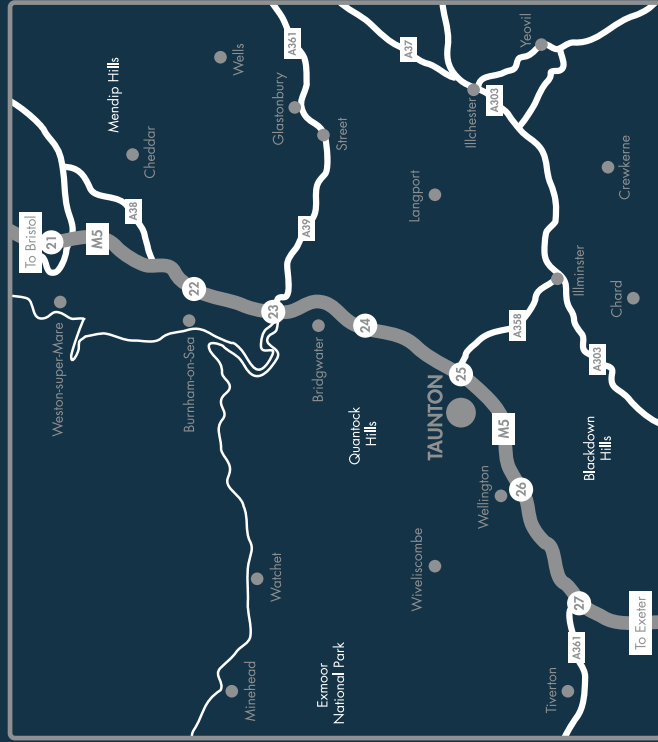 To Bristol
21
M5
A38
Mendip Hills
Cheddar
Wells
A361
Glastonbury
Street
A39
A37
Yeovil
Ilchester
A303
Langport
Crewkerne
Weston-super-Mare
22
Burnham-on-Sea
23
Bridgwater
24
Ilminster
Chard
A358
A303
25
TAUNTON
Quantock
Hills
M5
Blackdown
Hills
Wellington
26
Watchet
Wiveliscombe
Minehead
Exmoor
National Park
27
A361
Tiverton
To Exeter